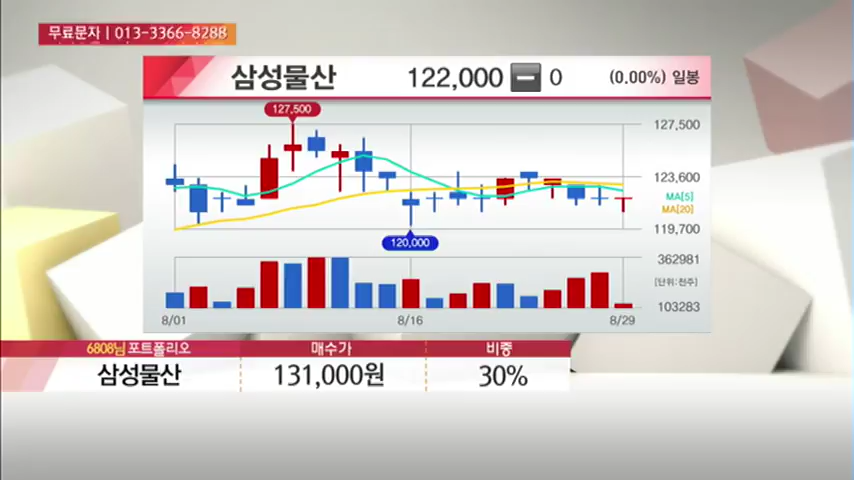 무료문자 | 013-3366-8288
삼성물산 122,000 0 (0.00%) 일봉
127,500
127,500
123,600
MA[5]
MA[20]
119,700
120,000
362981
[단위:천주]
103283
8/01 8/16 8/29
6808님 포트폴리오 매수가 비중
삼성물산 131,000원 30%